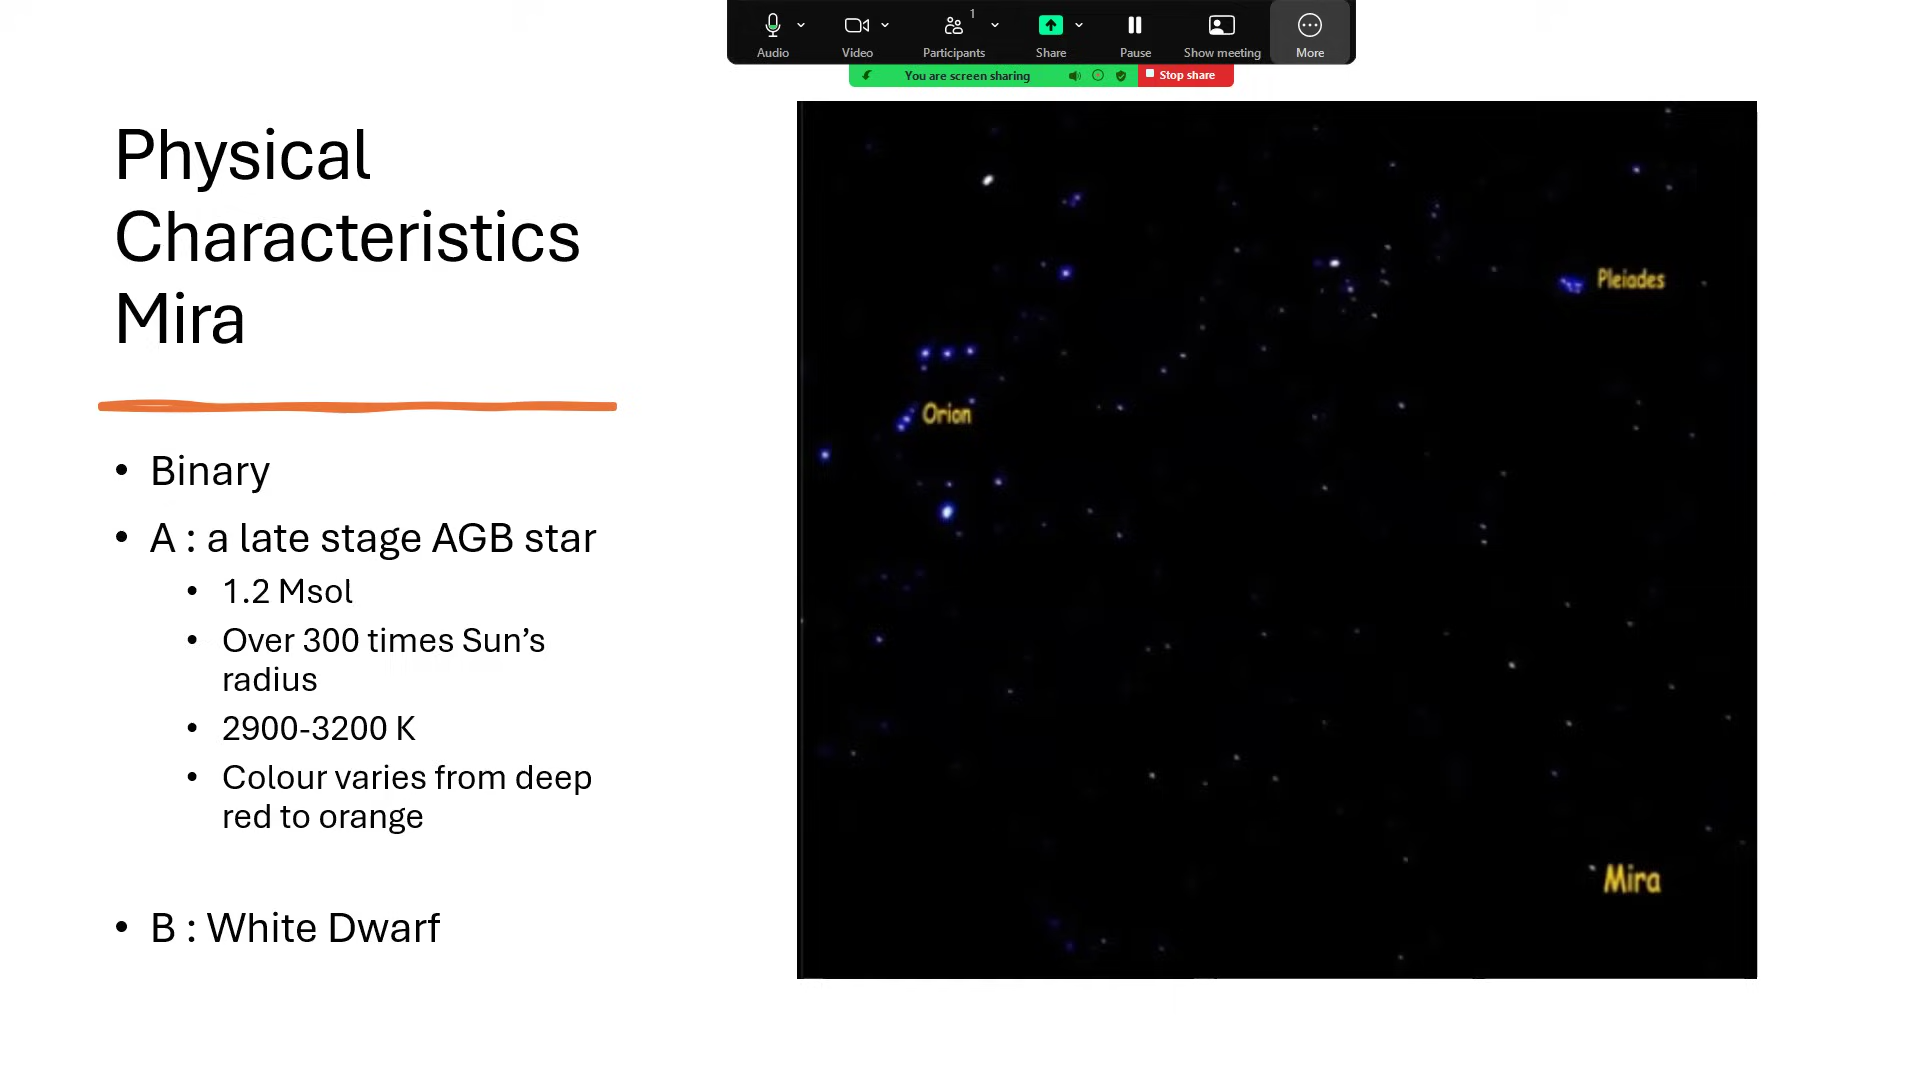 1
Audio
Video
Participants
Share
Pause
Show meeting
More
You are screen sharing
Stop share
Physical
Characteristics
Mira
• Binary
• A : a late stage AGB star
• 1.2 Msol
• Over 300 times Sun’s
radius
• 2900-3200 K
• Colour varies from deep
red to orange
• B : White Dwarf
Pleiades
Orion
Mira